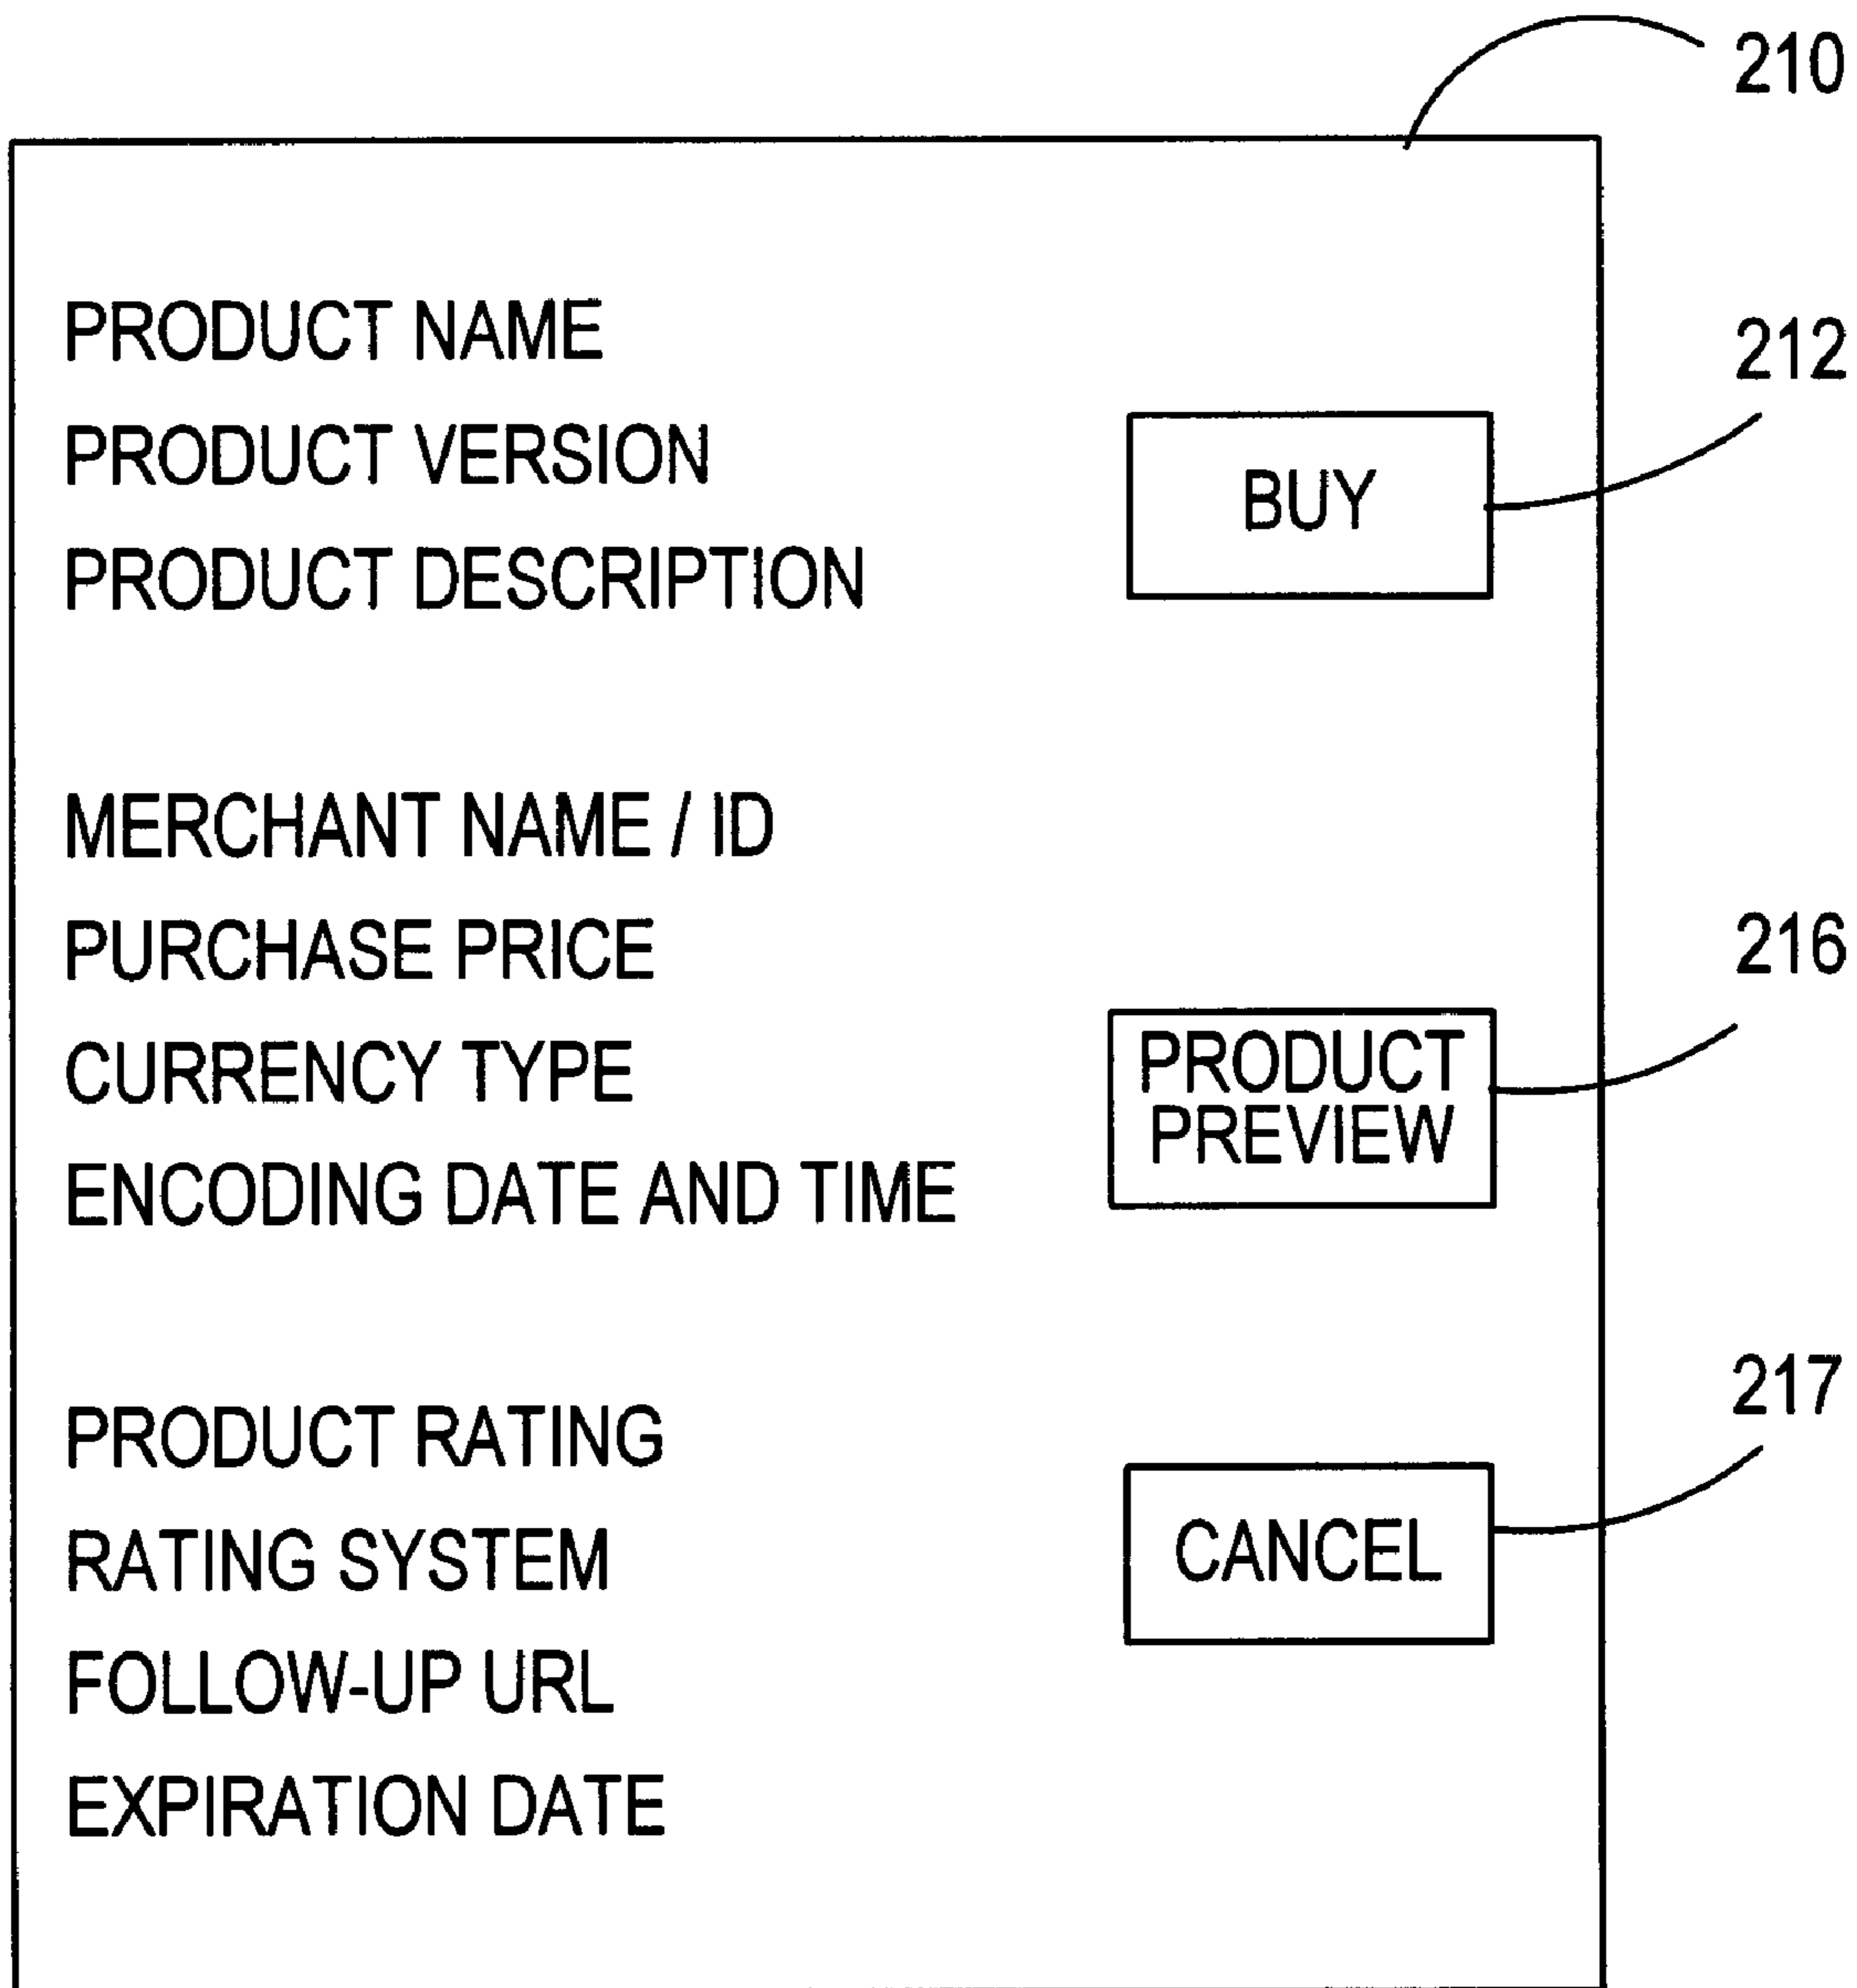 210
PRODUCT NAME
212
PRODUCT VERSION
BUY
PRODUCT DESCRIPTION
MERCHANT NAME / ID
PURCHASE PRICE
216
CURRENCY TYPE
PRODUCT
PREVIEW
ENCODING DATE AND TIME
217
PRODUCT RATING
RATING SYSTEM
CANCEL
FOLLOW-UP URL
EXPIRATION DATE